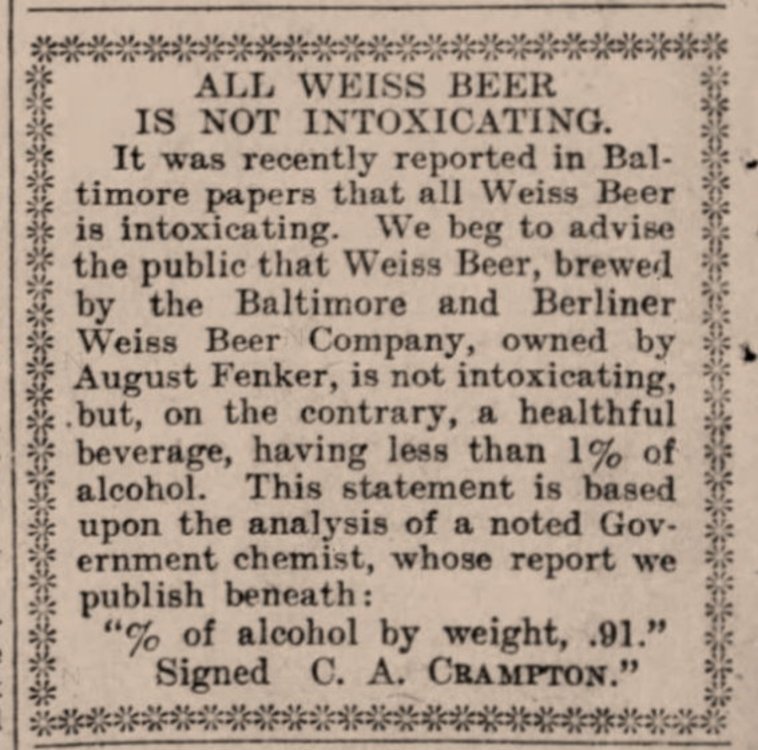 ALL WEISS BEER
IS NOT INTOXICATING.
It was recently reported in Bal-
timore papers that all Weiss Beer
is intoxicating. We beg to advise
the public that Weiss Beer, brewed
by the Baltimore and Berliner
Weiss Beer Company, owned by
August Fenker, is not intoxicating,
but, on the contrary, a healthful
beverage, having less than 1% of
alcohol. This statement is based
upon the analysis of a noted Gov-
ernment chemist, whose report we
publish beneath:
"% of alcohol by weight, .91."
Signed C. A. CRAMPTON."